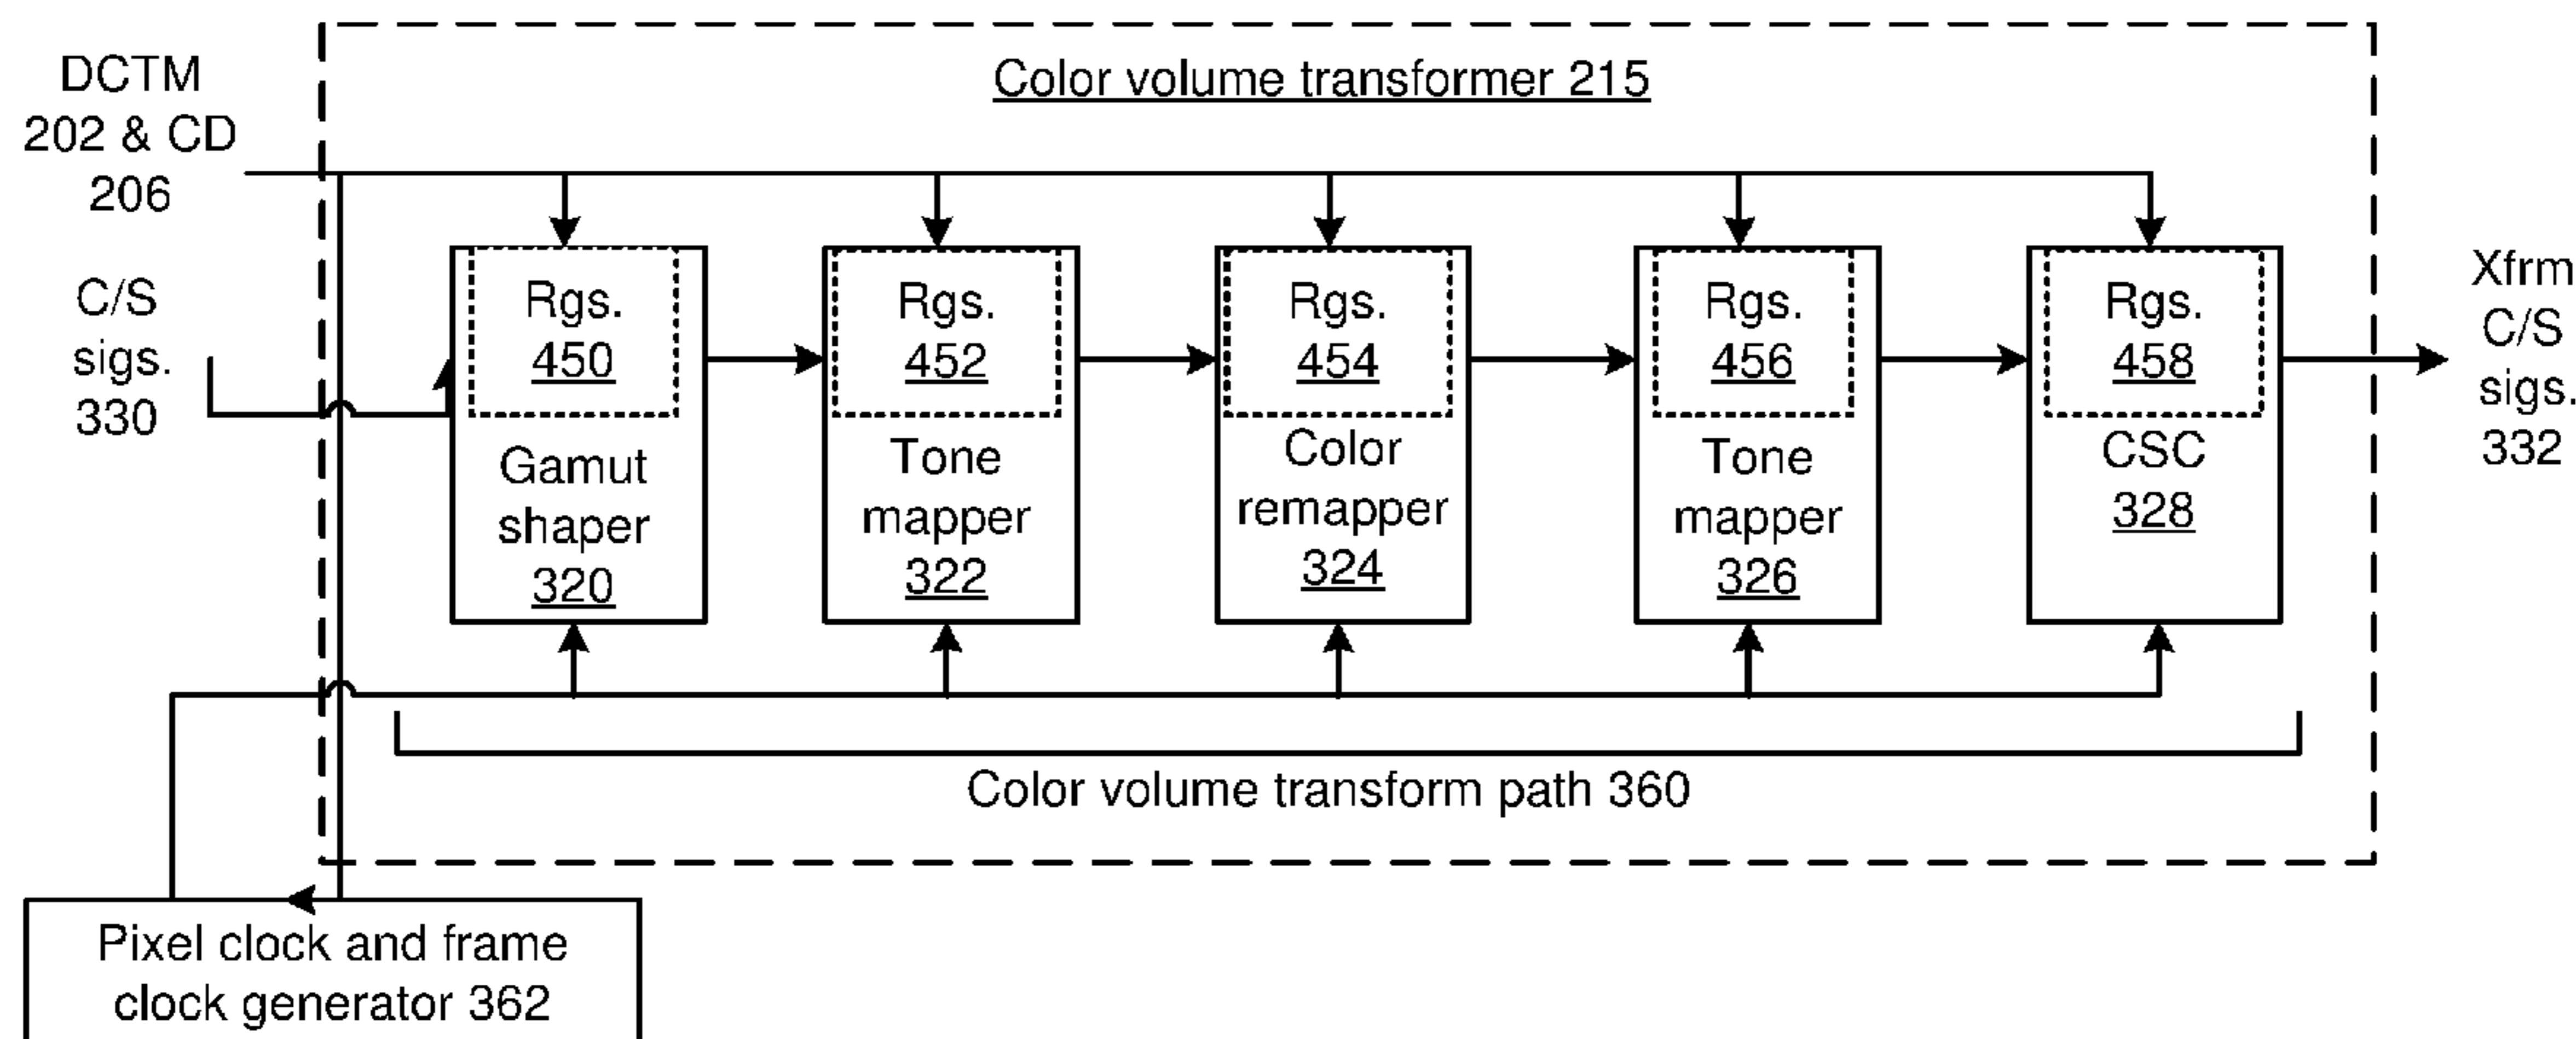 DCTM
202 & CD
206
Color volume transformer 215
C/S
sigs.
330
Rgs.
450
Gamut
shaper
320
Rgs.
452
Tone
mapper
322
Rgs.
454
Color
remapper
324
Rgs.
456
Tone
mapper
326
Rgs.
458
CSC
328
Xfrm
C/S
sigs.
332
Color volume transform path 360
Pixel clock and frame
clock generator 362